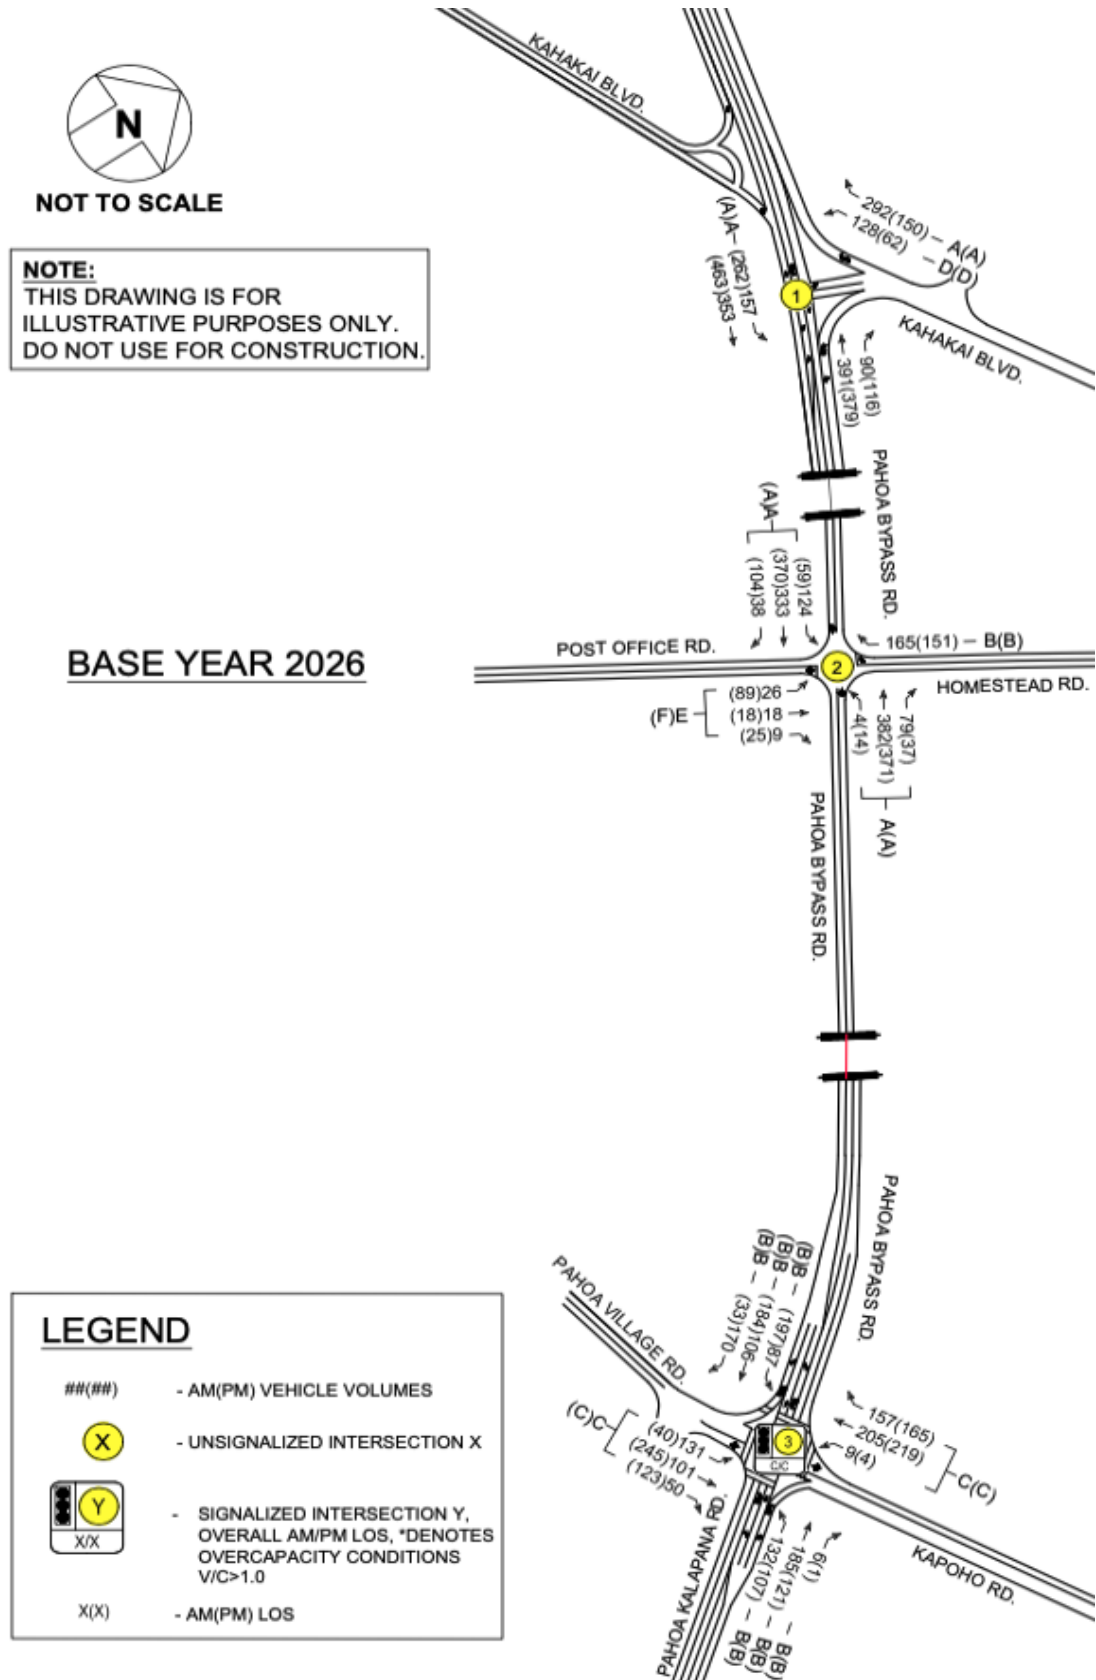 KAHAKAI BLVD.
N
NOT TO SCALE
NOTE:
THIS DRAWING IS FOR
ILLUSTRATIVE PURPOSES ONLY.
DO NOT USE FOR CONSTRUCTION.
292(150) – A(A)
128(62) – D(D)
(A)A – (262)157
(463)353
1
KAHAKAI BLVD.
90(116)
391(379)
PAHOA BYPASS RD.
(A)A
(59)124
(370)333
(104)38
BASE YEAR 2026
POST OFFICE RD.
165(151) – B(B)
2
HOMESTEAD RD.
(F)E
(89)26
(18)18
(25)9
79(37)
382(371)
4(14)
A(A)
PAHOA BYPASS RD.
PAHOA BYPASS RD.
(B)B – (197)87
(B)B – (184)106
(B)B – (33)170
PAHOA VILLAGE RD.
(C)C
(40)131
(245)101
(123)50
3
C/C
157(165)
205(219)
9(4)
C(C)
KAPOHO RD.
PAHOA KALAPANA RD.
6(1) – B(B)
185(121) – B(B)
132(107) – B(B)
LEGEND
##(##) - AM(PM) VEHICLE VOLUMES
X - UNSIGNALIZED INTERSECTION X
Y
X/X
- SIGNALIZED INTERSECTION Y,
OVERALL AM/PM LOS, *DENOTES
OVERCAPACITY CONDITIONS
V/C>1.0
X(X) - AM(PM) LOS